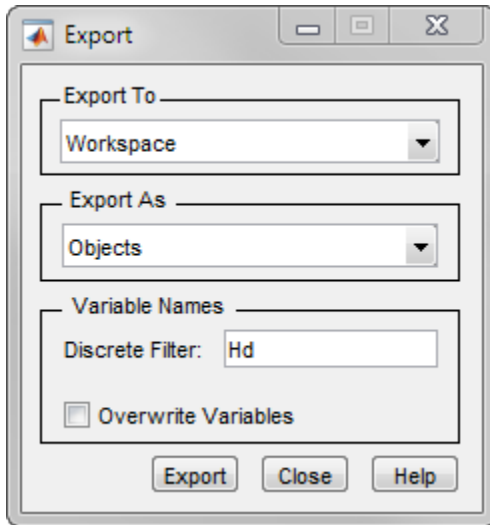 Export
Export To
Workspace
Export As
Objects
Variable Names
Discrete Filter: Hd
Overwrite Variables
Export Close Help